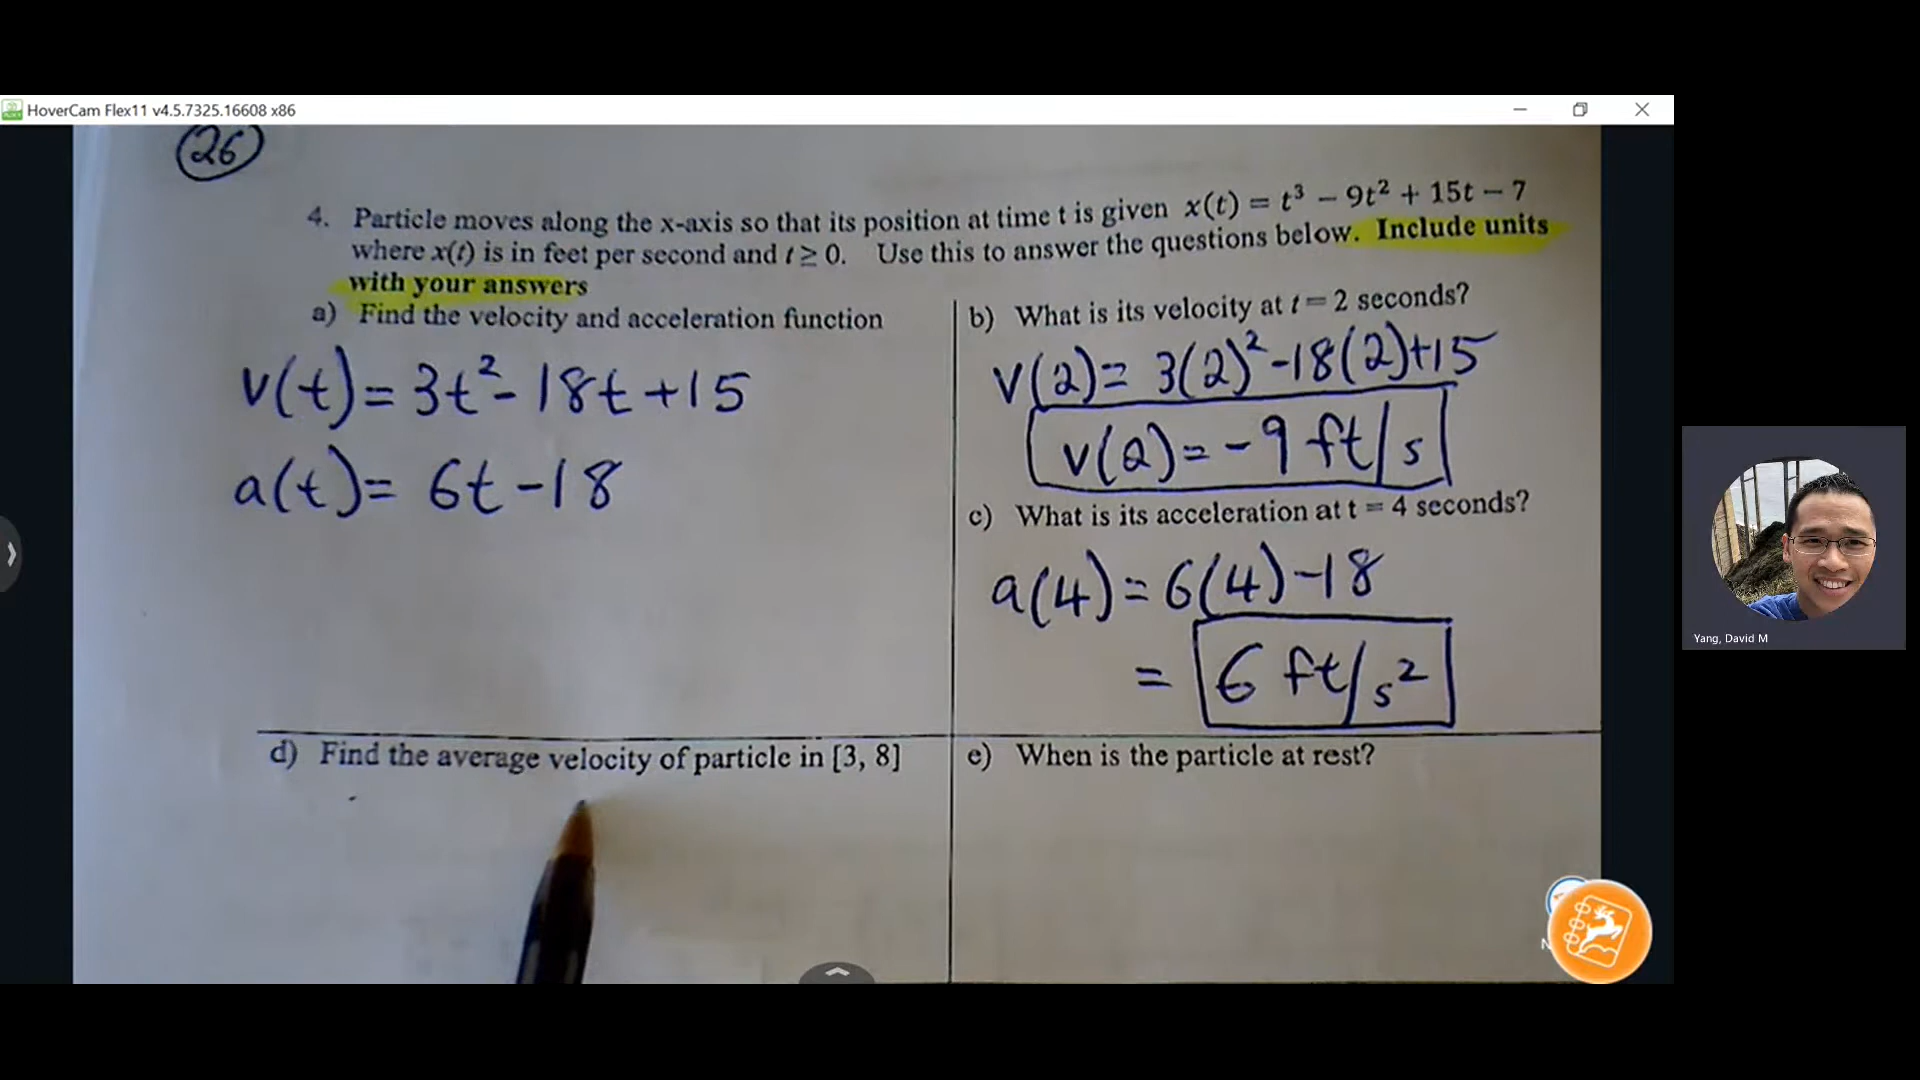 HoverCam Flex11 v4.5.7325.16608 x86
26
4. Particle moves along the x-axis so that its position at time t is given x(t) = t³ − 9t² + 15t − 7
where x(t) is in feet per second and t ≥ 0. Use this to answer the questions below. Include units
with your answers
a) Find the velocity and acceleration function
v(t) = 3t² - 18t + 15
a(t) = 6t - 18
b) What is its velocity at t = 2 seconds?
v(2) = 3(2)² - 18(2) + 15
v(2) = -9 ft/s
c) What is its acceleration at t = 4 seconds?
a(4) = 6(4) - 18
= 6 ft/s²
d) Find the average velocity of particle in [3, 8]
e) When is the particle at rest?
Yang, David M